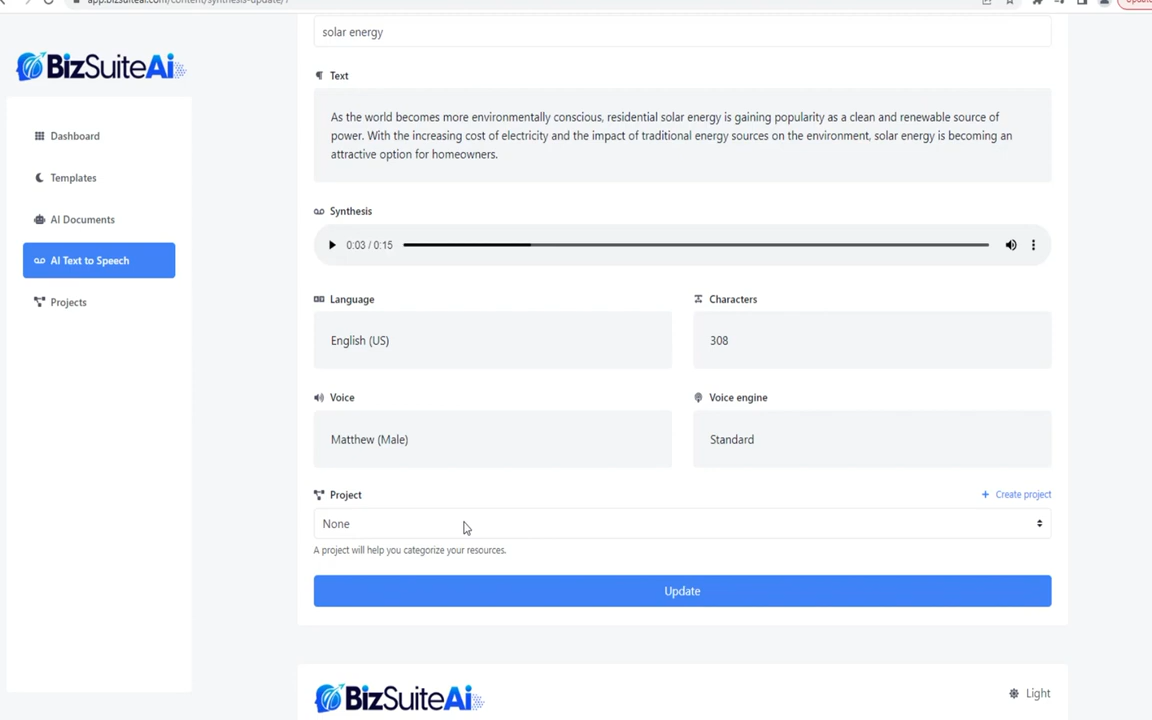 app.bizsuiteai.com/content/synthesis-update/7
BizSuiteAi
Dashboard
Templates
AI Documents
AI Text to Speech
Projects
solar energy
Text
As the world becomes more environmentally conscious, residential solar energy is gaining popularity as a clean and renewable source of
power. With the increasing cost of electricity and the impact of traditional energy sources on the environment, solar energy is becoming an
attractive option for homeowners.
Synthesis
0:03 / 0:15
Language
Characters
English (US)
308
Voice
Voice engine
Matthew (Male)
Standard
Project
+ Create project
None
A project will help you categorize your resources.
Update
BizSuiteAi
Light